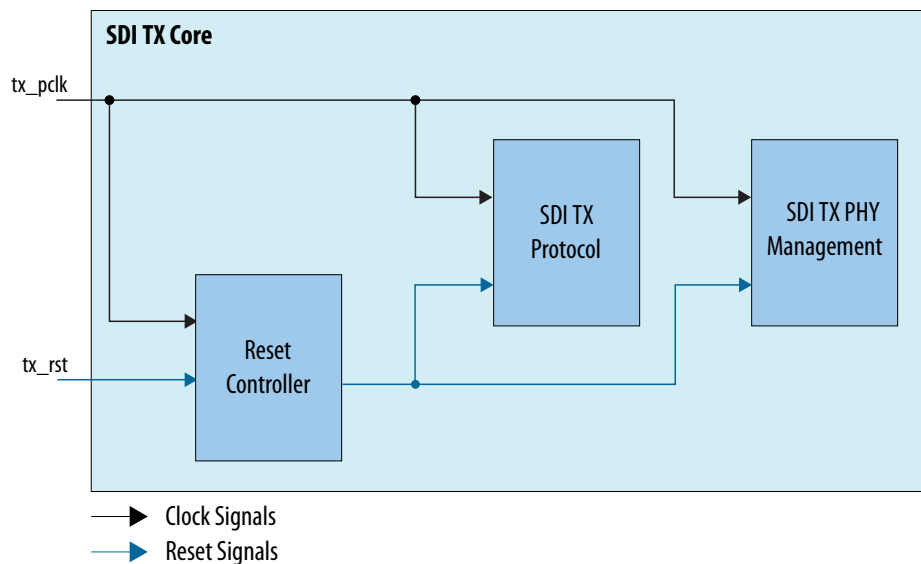 SDI TX Core
tx_pclk
SDI TX
Protocol
SDI TX PHY
Management
Reset
Controller
tx_rst
Clock Signals
Reset Signals